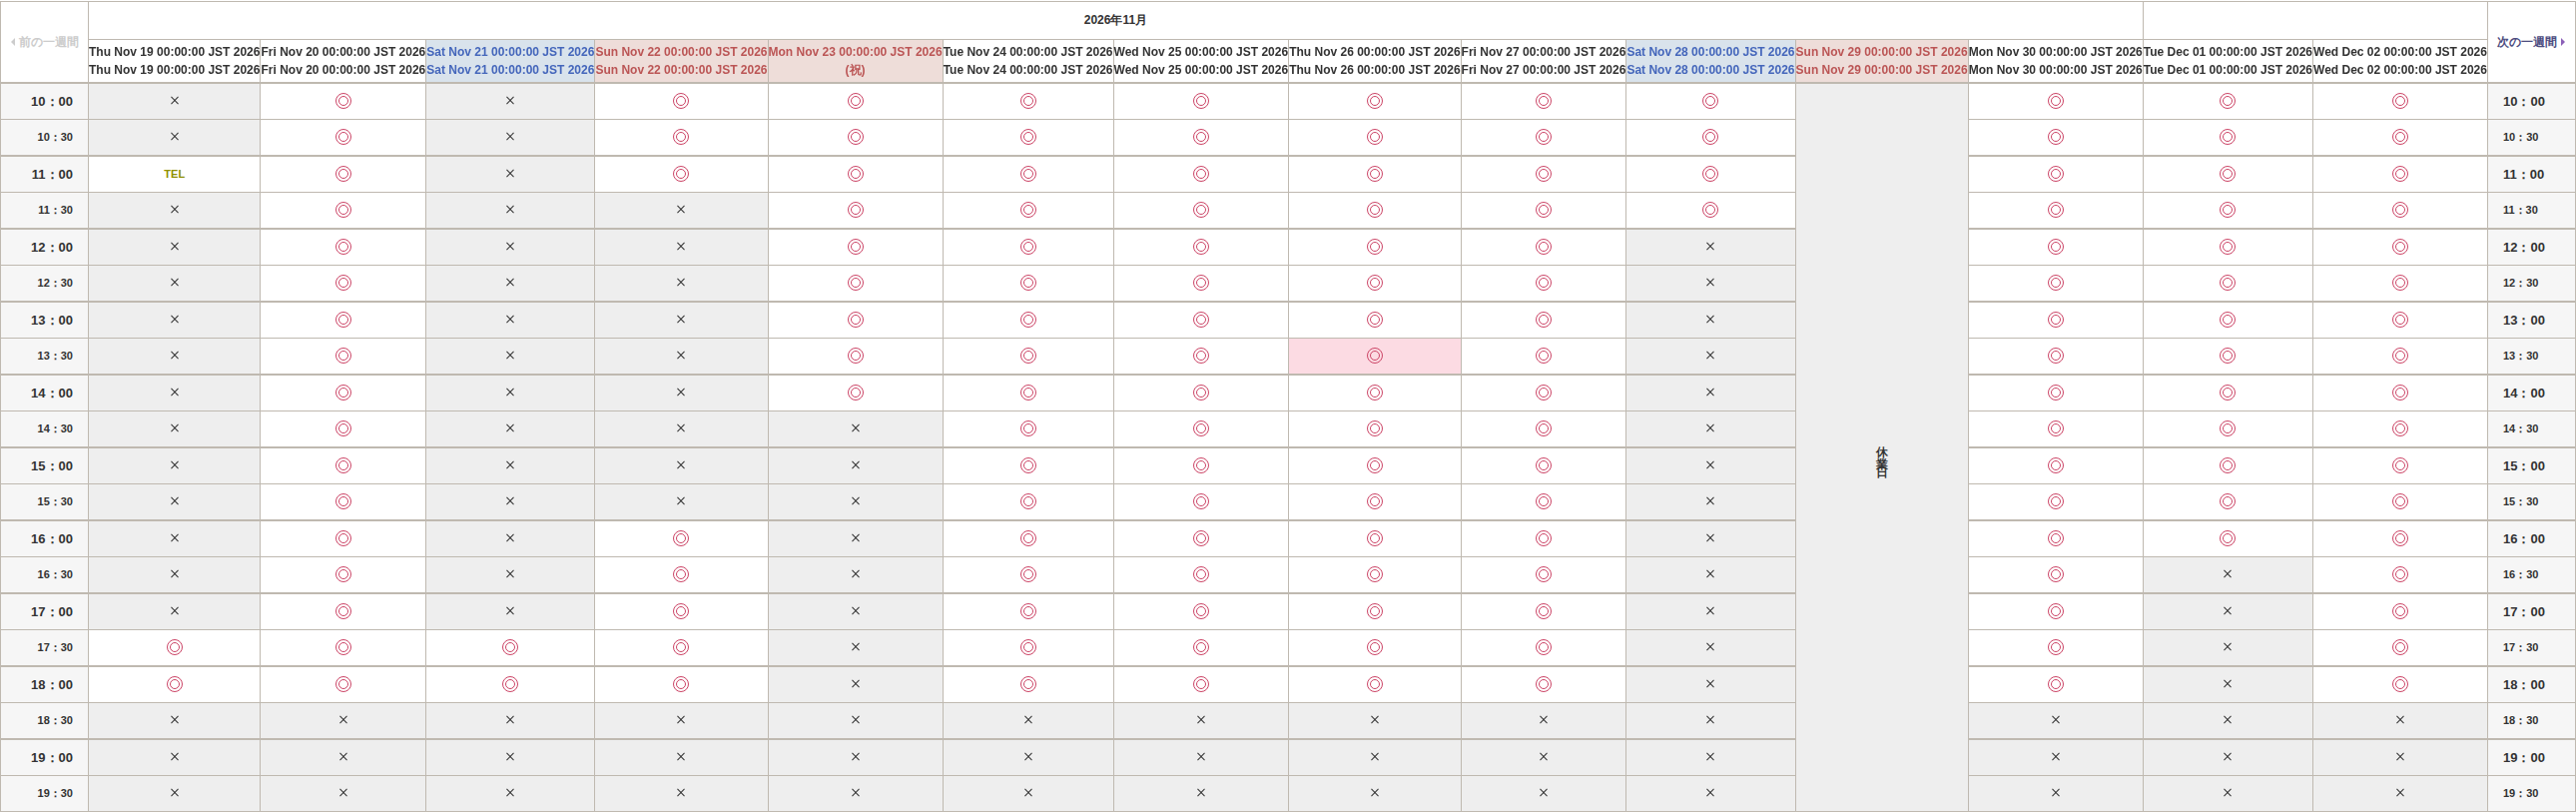 2026年11月
前の一週間
次の一週間
Thu Nov 19 00:00:00 JST 2026 Fri Nov 20 00:00:00 JST 2026 Sat Nov 21 00:00:00 JST 2026 Sun Nov 22 00:00:00 JST 2026 Mon Nov 23 00:00:00 JST 2026 Tue Nov 24 00:00:00 JST 2026 Wed Nov 25 00:00:00 JST 2026 Thu Nov 26 00:00:00 JST 2026 Fri Nov 27 00:00:00 JST 2026 Sat Nov 28 00:00:00 JST 2026 Sun Nov 29 00:00:00 JST 2026 Mon Nov 30 00:00:00 JST 2026 Tue Dec 01 00:00:00 JST 2026 Wed Dec 02 00:00:00 JST 2026
Thu Nov 19 00:00:00 JST 2026 Fri Nov 20 00:00:00 JST 2026 Sat Nov 21 00:00:00 JST 2026 Sun Nov 22 00:00:00 JST 2026 (祝) Tue Nov 24 00:00:00 JST 2026 Wed Nov 25 00:00:00 JST 2026 Thu Nov 26 00:00:00 JST 2026 Fri Nov 27 00:00:00 JST 2026 Sat Nov 28 00:00:00 JST 2026 Sun Nov 29 00:00:00 JST 2026 Mon Nov 30 00:00:00 JST 2026 Tue Dec 01 00:00:00 JST 2026 Wed Dec 02 00:00:00 JST 2026
10：00 × ◎ × ◎ ◎ ◎ ◎ ◎ ◎ ◎ ◎ ◎ ◎ 10：00
10：30 × ◎ × ◎ ◎ ◎ ◎ ◎ ◎ ◎ ◎ ◎ ◎ 10：30
11：00 TEL ◎ × ◎ ◎ ◎ ◎ ◎ ◎ ◎ ◎ ◎ ◎ 11：00
11：30 × ◎ × × ◎ ◎ ◎ ◎ ◎ ◎ ◎ ◎ ◎ 11：30
12：00 × ◎ × × ◎ ◎ ◎ ◎ ◎ × ◎ ◎ ◎ 12：00
12：30 × ◎ × × ◎ ◎ ◎ ◎ ◎ × ◎ ◎ ◎ 12：30
13：00 × ◎ × × ◎ ◎ ◎ ◎ ◎ × ◎ ◎ ◎ 13：00
13：30 × ◎ × × ◎ ◎ ◎ ◎ ◎ × ◎ ◎ ◎ 13：30
14：00 × ◎ × × ◎ ◎ ◎ ◎ ◎ × ◎ ◎ ◎ 14：00
14：30 × ◎ × × × ◎ ◎ ◎ ◎ × ◎ ◎ ◎ 14：30
休業日
15：00 × ◎ × × × ◎ ◎ ◎ ◎ × ◎ ◎ ◎ 15：00
15：30 × ◎ × × × ◎ ◎ ◎ ◎ × ◎ ◎ ◎ 15：30
16：00 × ◎ × ◎ × ◎ ◎ ◎ ◎ × ◎ ◎ ◎ 16：00
16：30 × ◎ × ◎ × ◎ ◎ ◎ ◎ × ◎ × ◎ 16：30
17：00 × ◎ × ◎ × ◎ ◎ ◎ ◎ × ◎ × ◎ 17：00
17：30 ◎ ◎ ◎ ◎ × ◎ ◎ ◎ ◎ × ◎ × ◎ 17：30
18：00 ◎ ◎ ◎ ◎ × ◎ ◎ ◎ ◎ × ◎ × ◎ 18：00
18：30 × × × × × × × × × × × × × 18：30
19：00 × × × × × × × × × × × × × 19：00
19：30 × × × × × × × × × × × × × 19：30